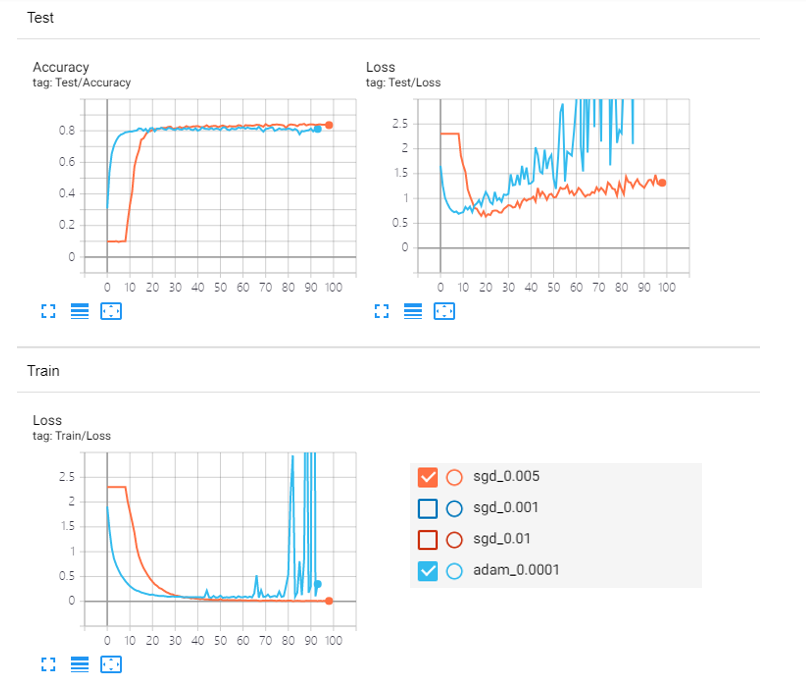 Test
Accuracy
tag: Test/Accuracy
0.8
0.6
0.4
0.2
0
0 10 20 30 40 50 60 70 80 90 100
Loss
tag: Test/Loss
2.5
2
1.5
1
0.5
0
0 10 20 30 40 50 60 70 80 90 100
Train
Loss
tag: Train/Loss
2.5
2
1.5
1
0.5
0
0 10 20 30 40 50 60 70 80 90 100
sgd_0.005
sgd_0.001
sgd_0.01
adam_0.0001